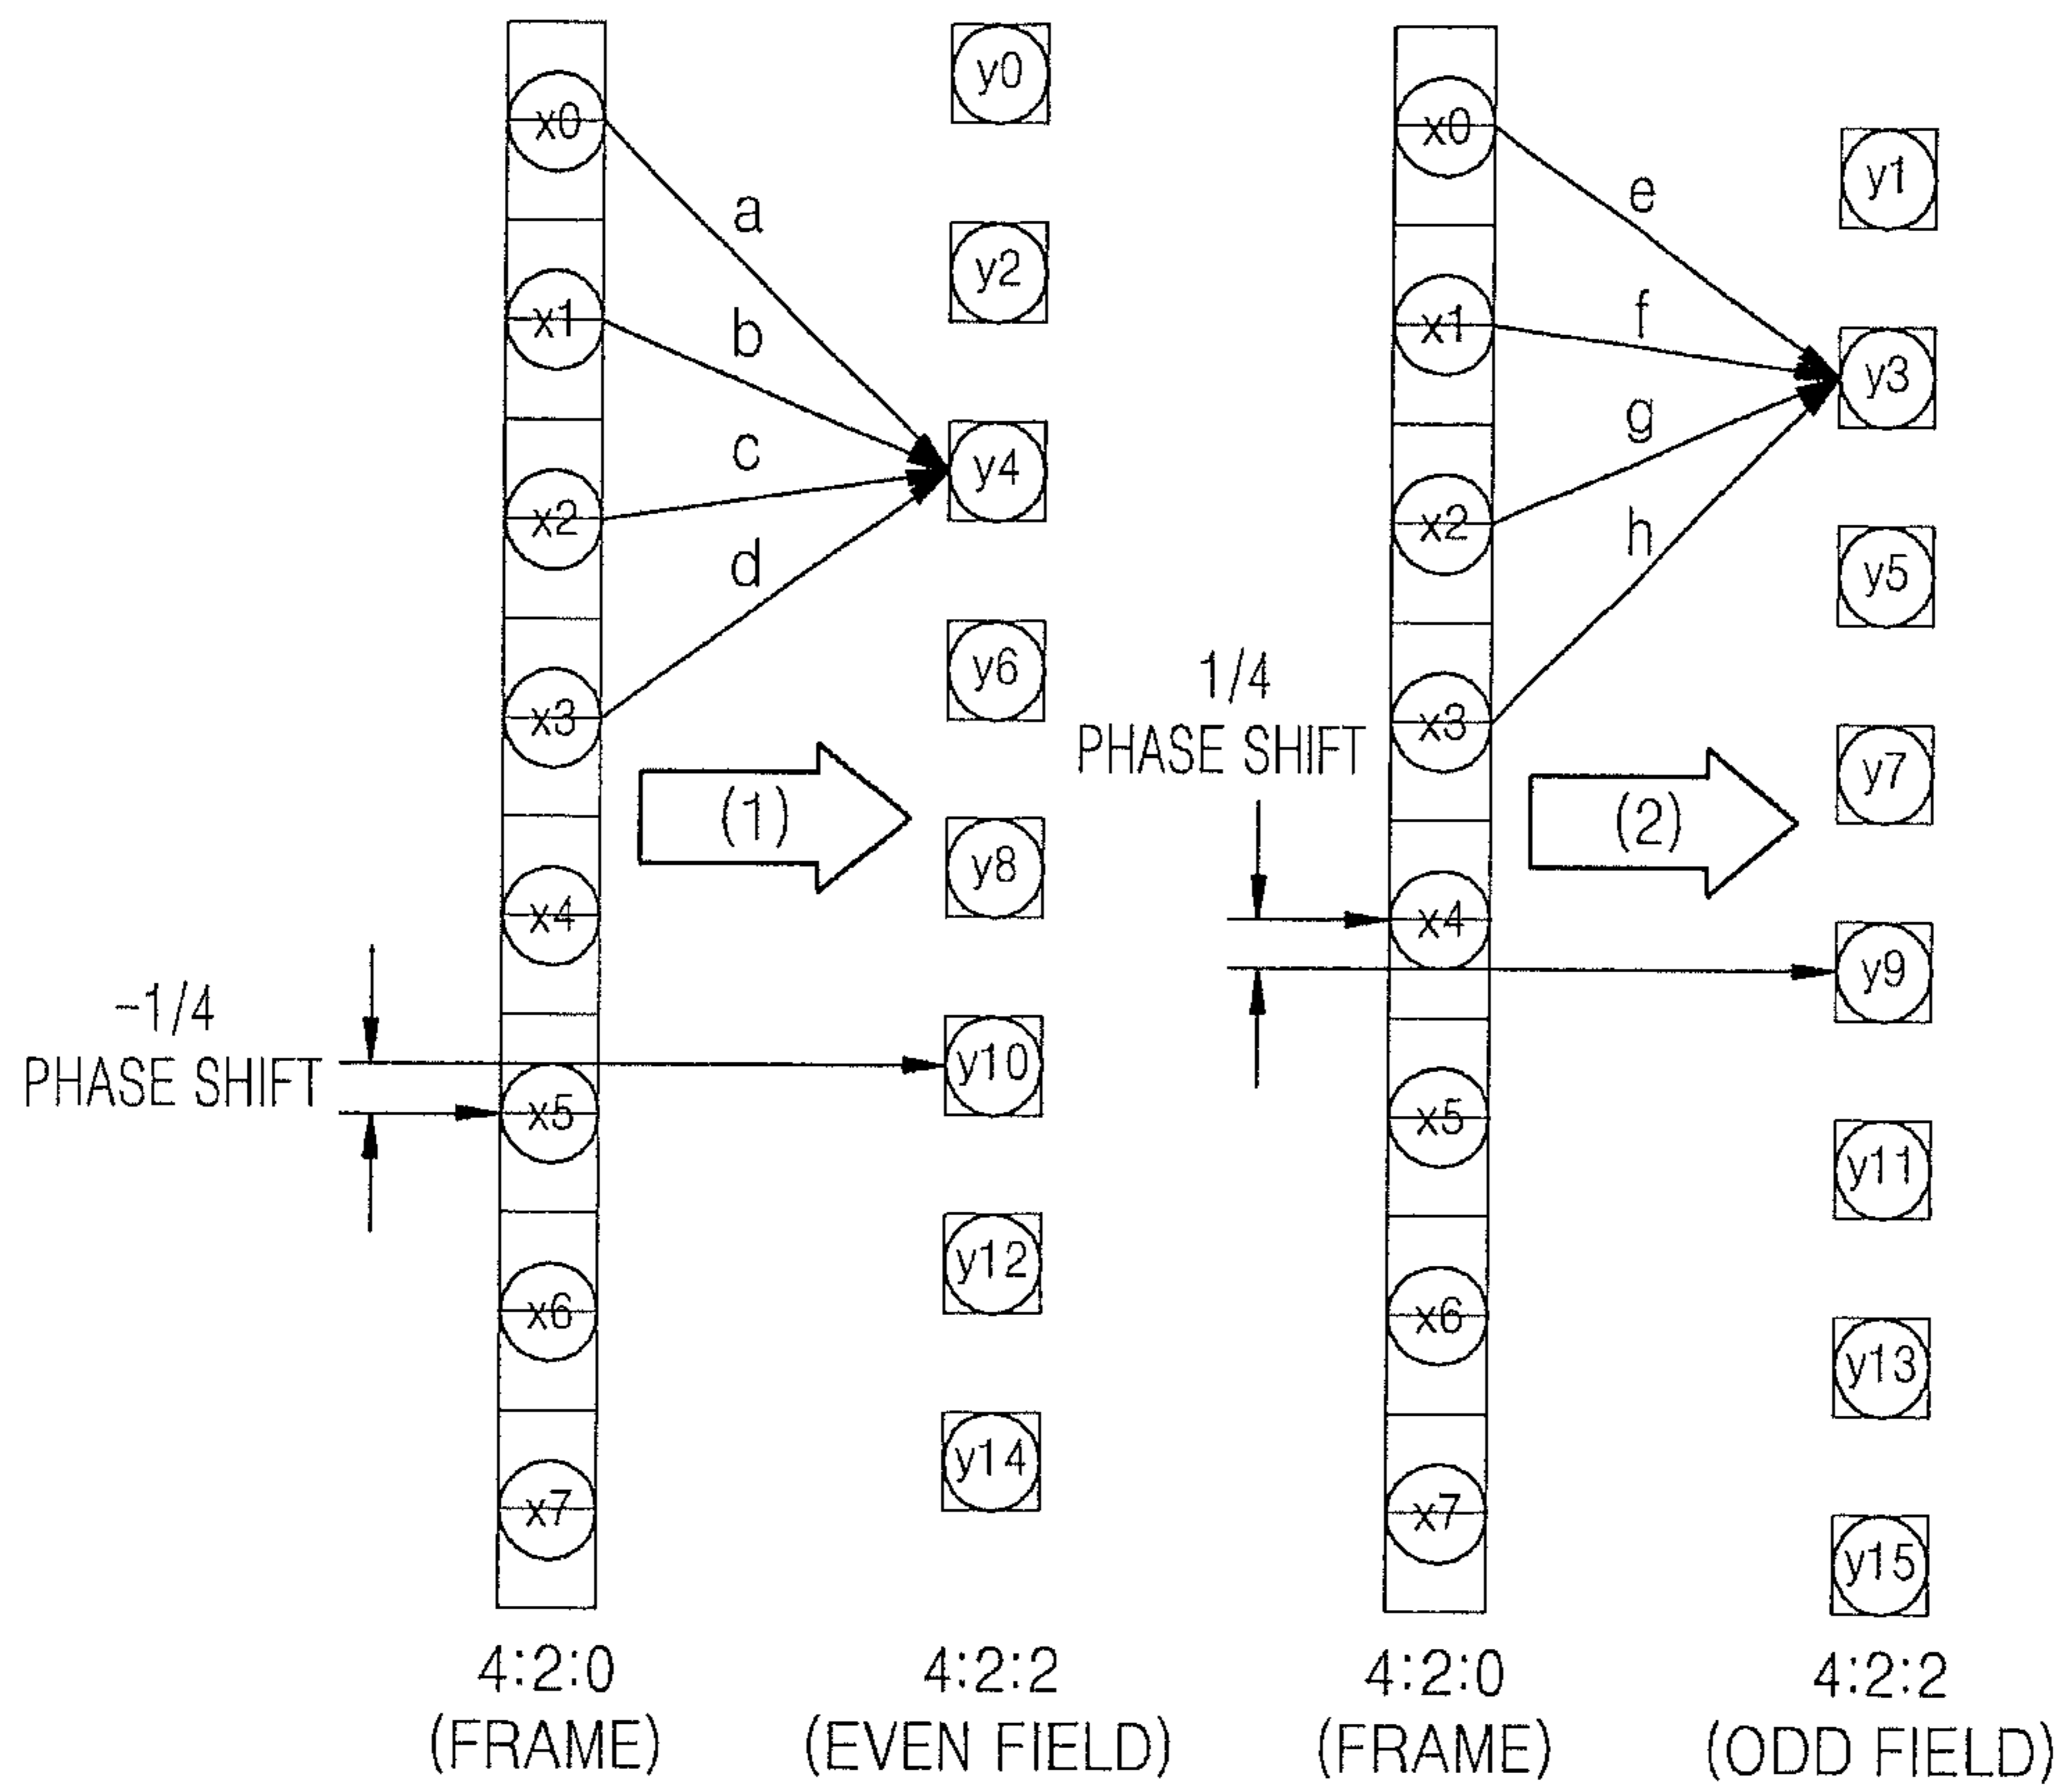 x0
x1
x2
x3
x4
x5
x6
x7
a
b
c
d
y0
y2
y4
y6
y8
y10
y12
y14
(1)
-1/4
PHASE SHIFT
4:2:0
(FRAME)
4:2:2
(EVEN FIELD)
x0
x1
x2
x3
x4
x5
x6
x7
e
f
g
h
y1
y3
y5
y7
y9
y11
y13
y15
(2)
1/4
PHASE SHIFT
4:2:0
(FRAME)
4:2:2
(ODD FIELD)